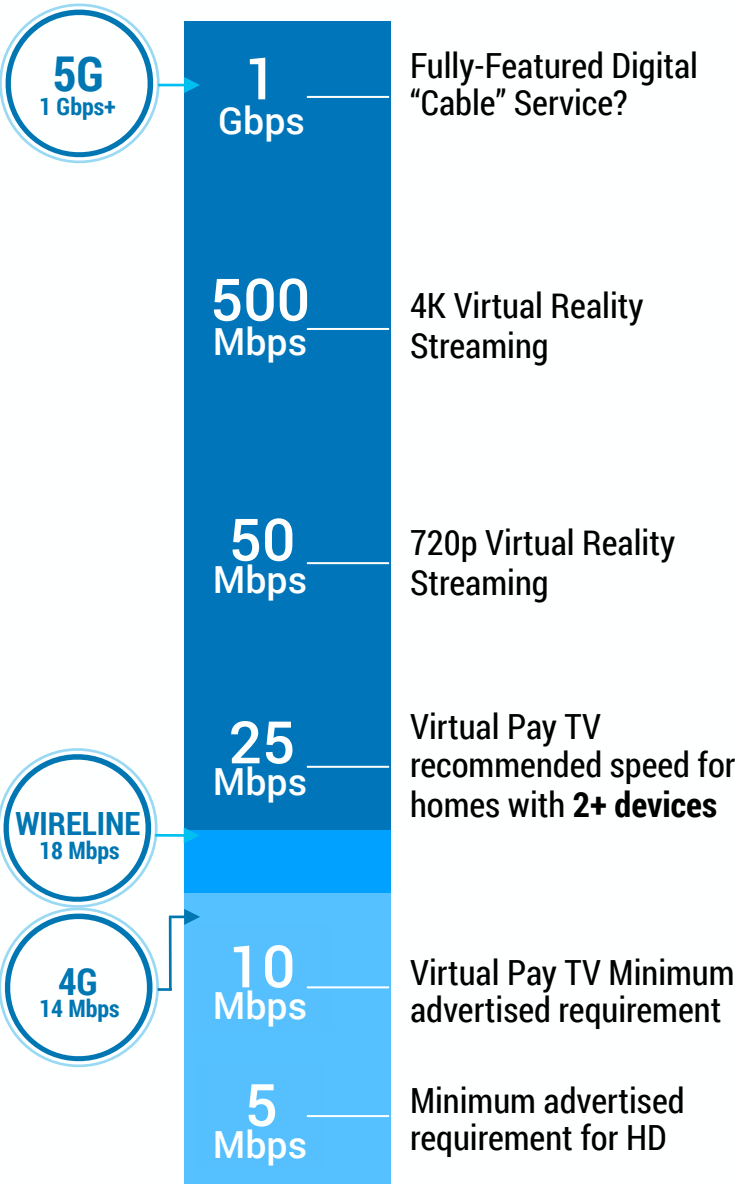 5G
1 Gbps+
1
Gbps
Fully-Featured Digital
“Cable” Service?
500
Mbps
4K Virtual Reality
Streaming
50
Mbps
720p Virtual Reality
Streaming
25
Mbps
Virtual Pay TV
recommended speed for
homes with 2+ devices
WIRELINE
18 Mbps
4G
14 Mbps
10
Mbps
Virtual Pay TV Minimum
advertised requirement
5
Mbps
Minimum advertised
requirement for HD